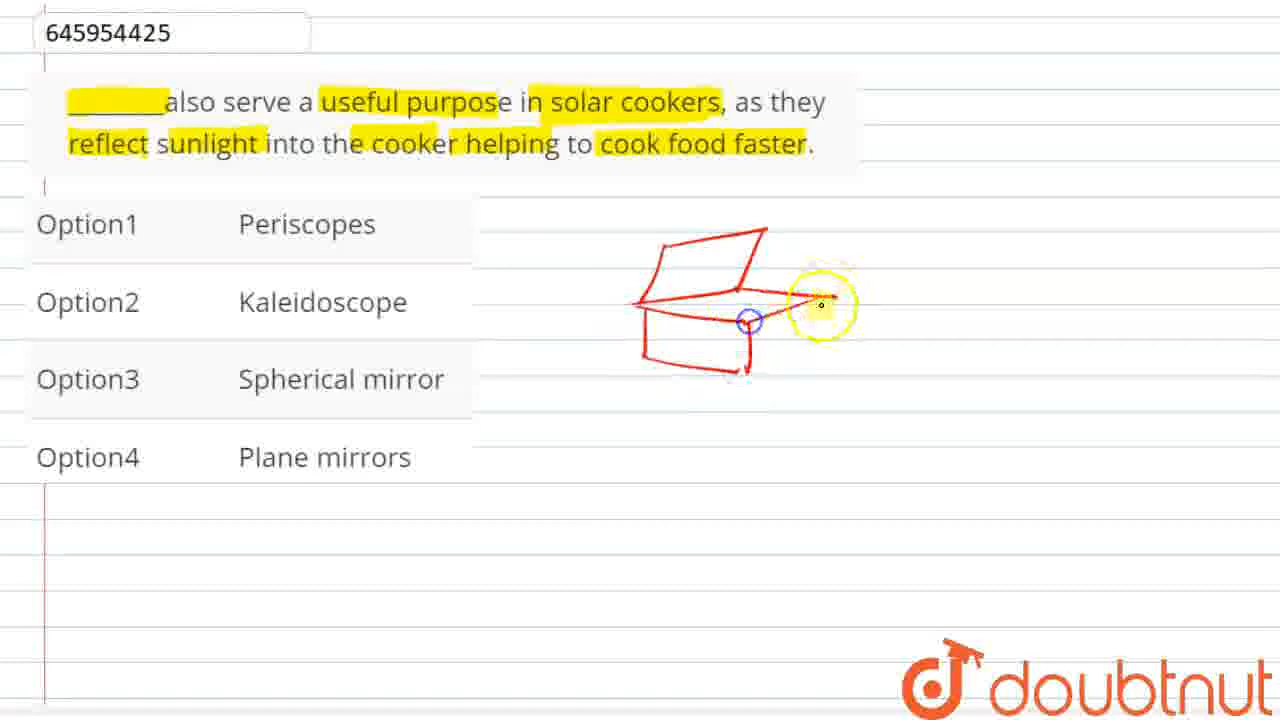 645954425
________also serve a useful purpose in solar cookers, as they
reflect sunlight into the cooker helping to cook food faster.
Option1 Periscopes
Option2 Kaleidoscope
Option3 Spherical mirror
Option4 Plane mirrors
doubtnut